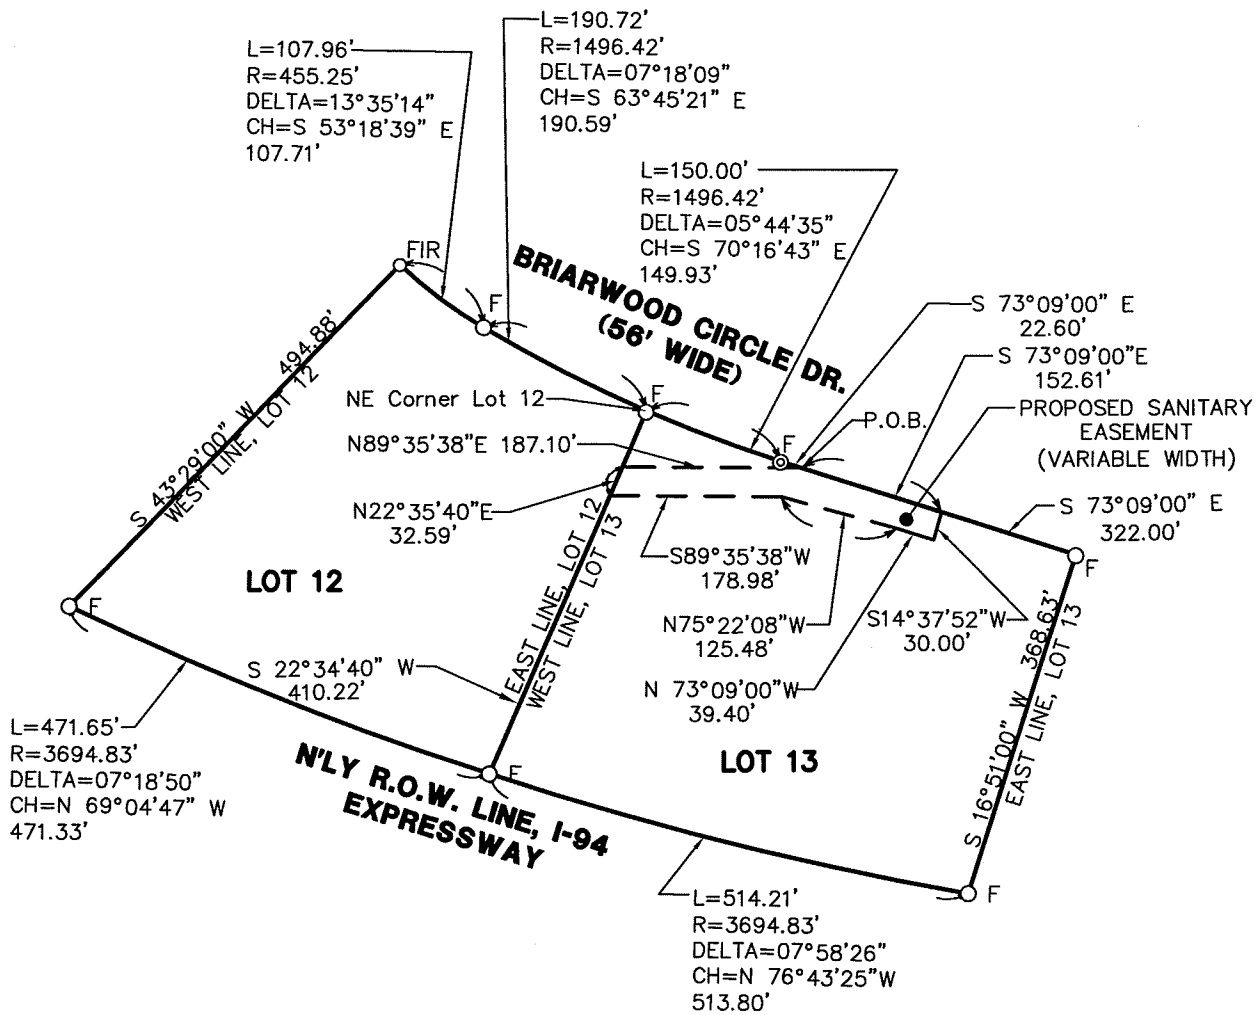 L=107.96'
R=455.25'
DELTA=13°35'14"
CH=S 53°18'39" E
107.71'
L=190.72'
R=1496.42'
DELTA=07°18'09"
CH=S 63°45'21" E
190.59'
L=150.00'
R=1496.42'
DELTA=05°44'35"
CH=S 70°16'43" E
149.93'
FIR
F
BRIARWOOD CIRCLE DR.
(56' WIDE)
S 73°09'00" E
22.60'
S 73°09'00"E
152.61'
PROPOSED SANITARY
EASEMENT
(VARIABLE WIDTH)
S 43°29'00" W 494.88'
WEST LINE, LOT 12
NE Corner Lot 12
F
F
P.O.B.
N89°35'38"E 187.10'
N22°35'40"E
32.59'
S 73°09'00" E
322.00'
S89°35'38"W
178.98'
LOT 12
EAST LINE, LOT 12
WEST LINE, LOT 13
F
F
N75°22'08"W
125.48'
S14°37'52"W
30.00'
S 22°34'40" W
410.22'
N 73°09'00"W
39.40'
S 16°51'00" W 368.63'
EAST LINE, LOT 13
L=471.65'
R=3694.83'
DELTA=07°18'50"
CH=N 69°04'47" W
471.33'
LOT 13
F
N'LY R.O.W. LINE, I-94
EXPRESSWAY
F
L=514.21'
R=3694.83'
DELTA=07°58'26"
CH=N 76°43'25"W
513.80'